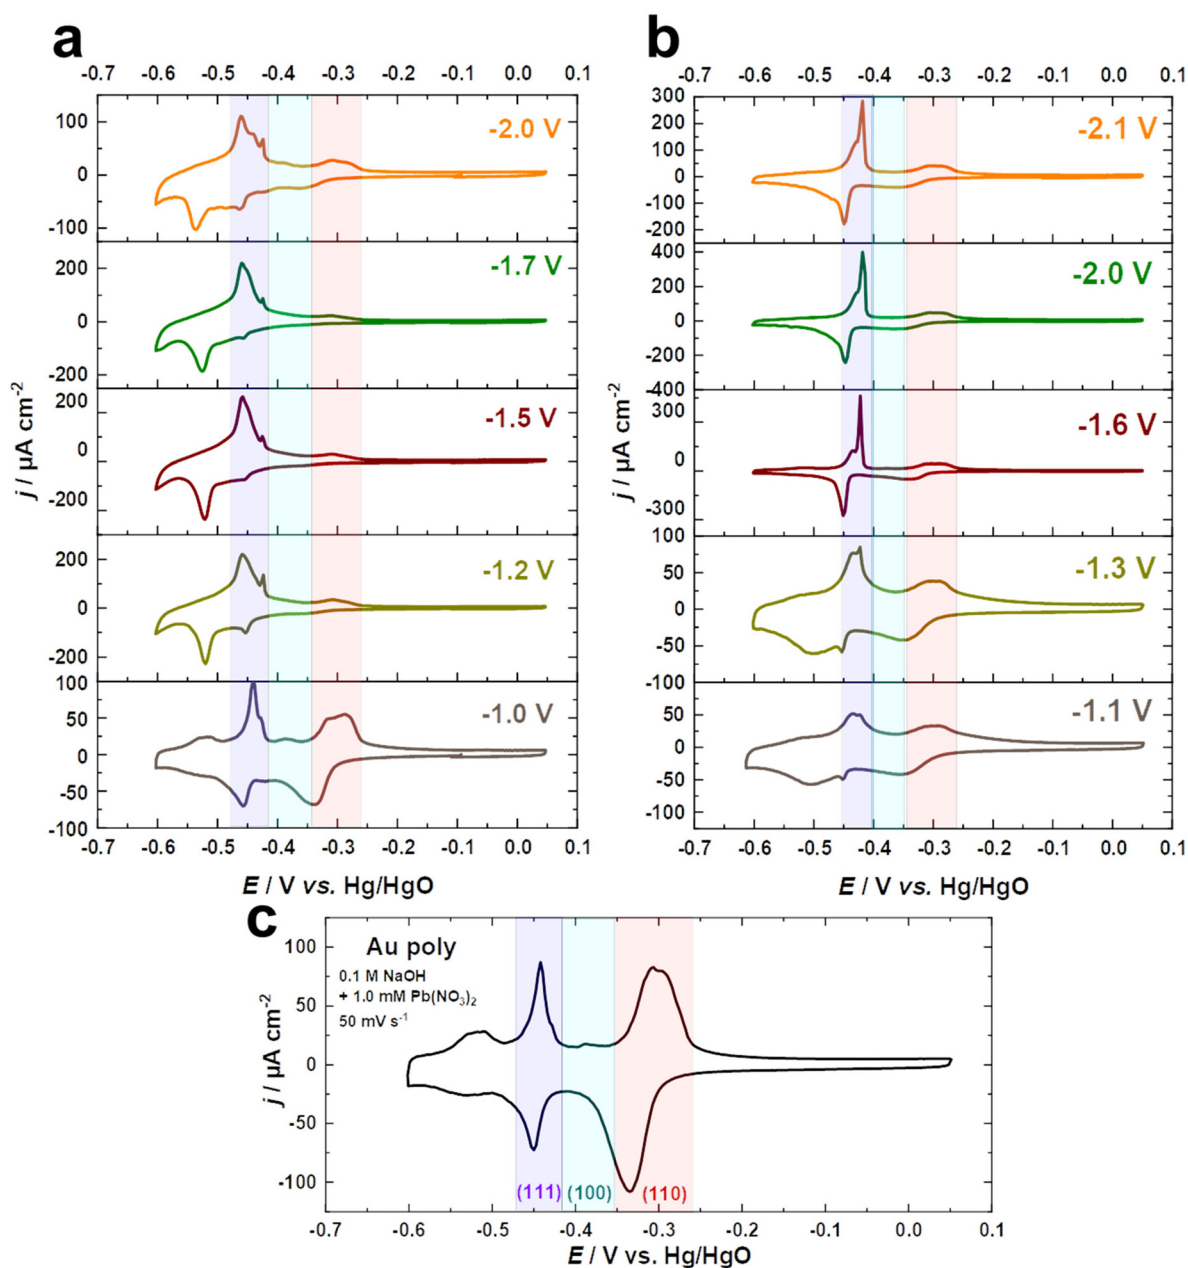 a
-0.7 -0.6 -0.5 -0.4 -0.3 -0.2 -0.1 0.0 0.1
-2.0 V
100
0
-100
-1.7 V
200
0
-200
-1.5 V
200
0
-200
-1.2 V
200
0
-200
-1.0 V
100
50
0
-50
-100
j / µA cm-2
-0.7 -0.6 -0.5 -0.4 -0.3 -0.2 -0.1 0.0 0.1
E / V vs. Hg/HgO
b
-0.7 -0.6 -0.5 -0.4 -0.3 -0.2 -0.1 0.0 0.1
-2.1 V
300
200
100
0
-100
-200
-2.0 V
400
200
0
-200
-400
-1.6 V
300
0
-300
-1.3 V
100
50
0
-50
-100
-1.1 V
50
0
-50
-100
j / µA cm-2
-0.7 -0.6 -0.5 -0.4 -0.3 -0.2 -0.1 0.0 0.1
E / V vs. Hg/HgO
c
Au poly
0.1 M NaOH
+ 1.0 mM Pb(NO3)2
50 mV s-1
100
50
0
-50
-100
j / µA cm-2
(111) (100) (110)
-0.7 -0.6 -0.5 -0.4 -0.3 -0.2 -0.1 0.0 0.1
E / V vs. Hg/HgO